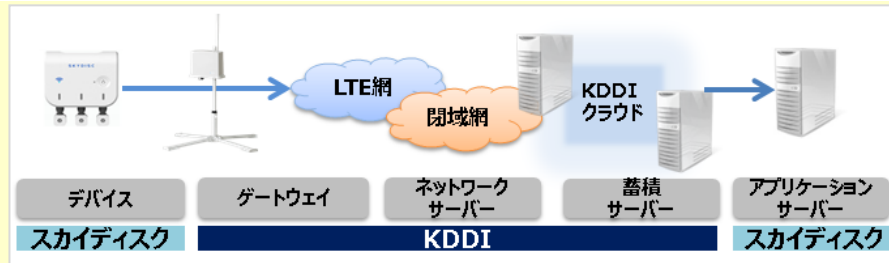 SKYDISC
LTE網
閉域網
KDDI
クラウド
デバイス
ゲートウェイ
ネットワーク
サーバー
蓄積
サーバー
アプリケーション
サーバー
スカイディスク
KDDI
スカイディスク